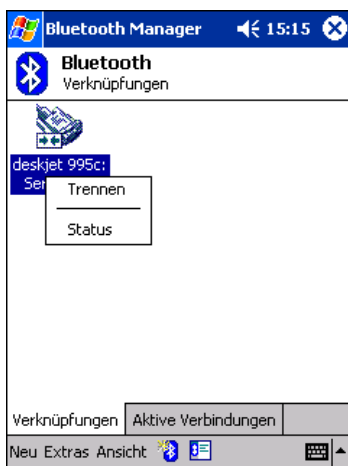 Bluetooth Manager 15:15
Bluetooth
Verknüpfungen
deskjet 995c:
Ser
Trennen
Status
Verknüpfungen Aktive Verbindungen
Neu Extras Ansicht